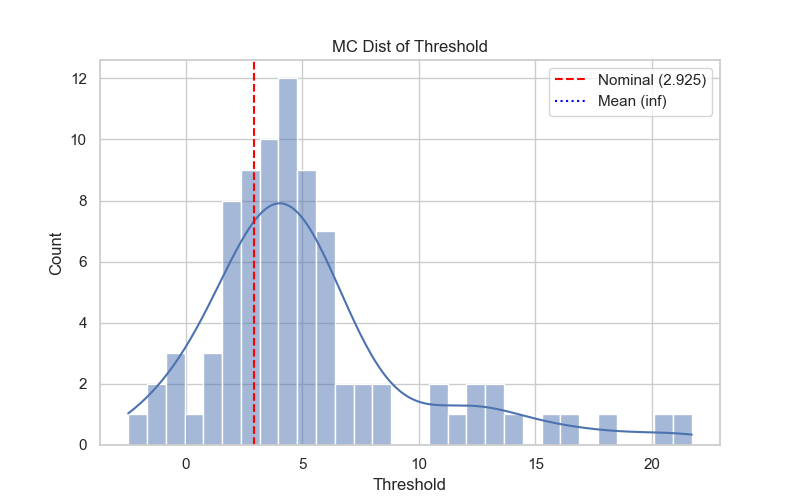 MC Dist of Threshold
Nominal (2.925)
Mean (inf)
Count
12
10
8
6
4
2
0
0 5 10 15 20
Threshold